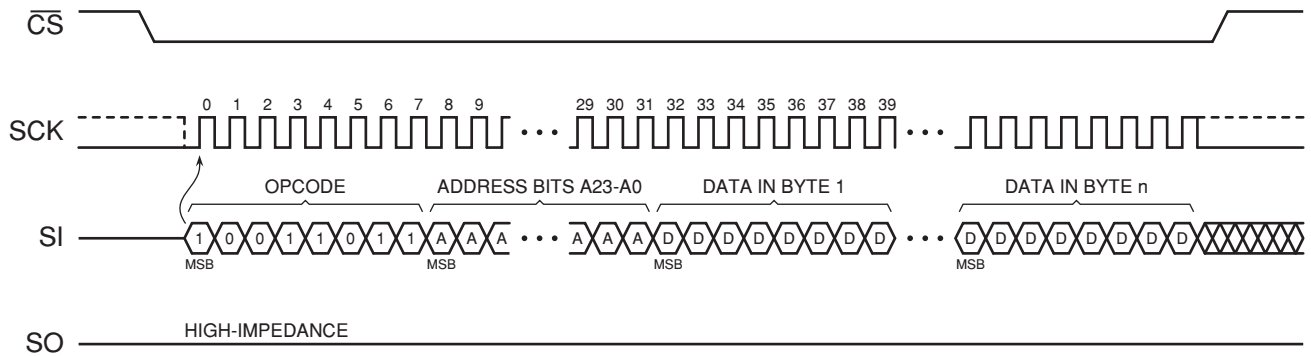 CS
0 1 2 3 4 5 6 7 8 9 29 30 31 32 33 34 35 36 37 38 39
SCK
OPCODE ADDRESS BITS A23-A0 DATA IN BYTE 1 DATA IN BYTE n
SI 1 0 0 1 1 0 1 1 A A A A A A D D D D D D D D D D D D D D D D
MSB MSB MSB MSB
HIGH-IMPEDANCE
SO